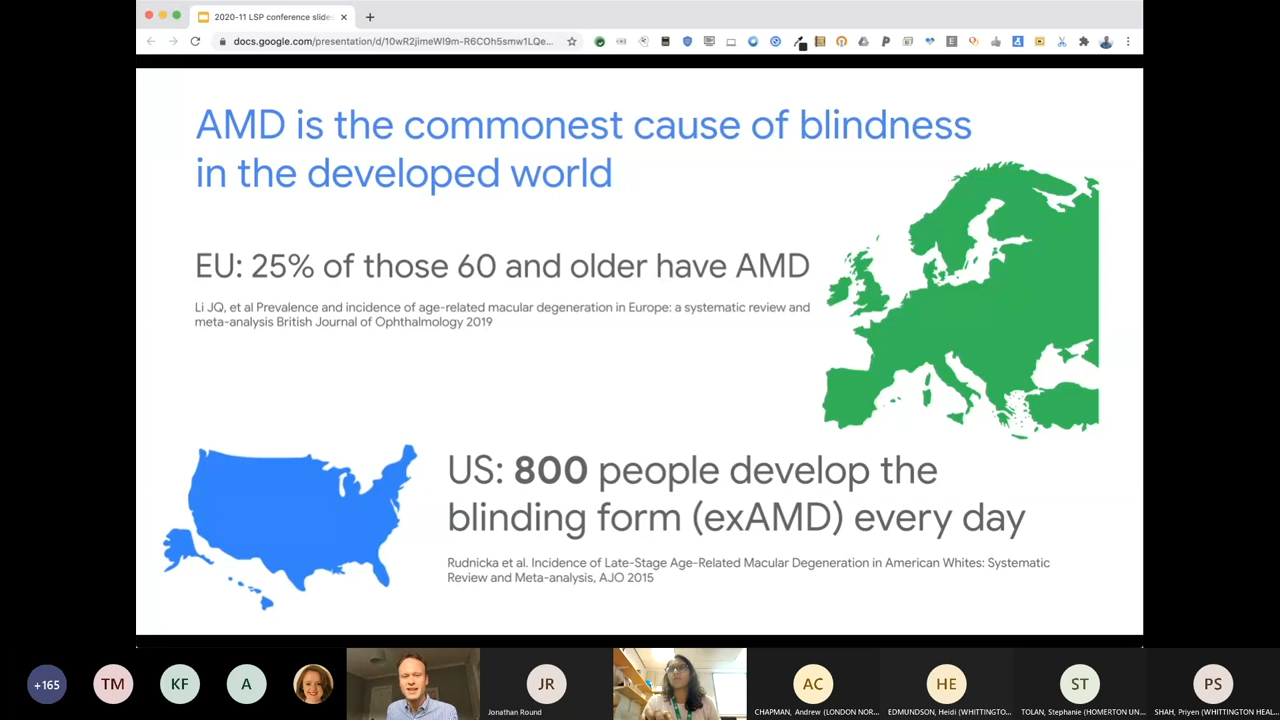 2020-11 LSP conference slides
docs.google.com/presentation/d/10wR2jimeWI9m-R6COh5smw1LQe...
AMD is the commonest cause of blindness
in the developed world
EU: 25% of those 60 and older have AMD
Li JQ, et al Prevalence and incidence of age-related macular degeneration in Europe: a systematic review and
meta-analysis British Journal of Ophthalmology 2019
US: 800 people develop the
blinding form (exAMD) every day
Rudnicka et al. Incidence of Late-Stage Age-Related Macular Degeneration in American Whites: Systematic
Review and Meta-analysis, AJO 2015
+165
TM
KF
A
JR
Jonathan Round
AC
CHAPMAN, Andrew (LONDON NOR...
HE
EDMUNDSON, Heidi (WHITTINGTO...
ST
TOLAN, Stephanie (HOMERTON UN...
PS
SHAH, Priyen (WHITTINGTON HEAL...